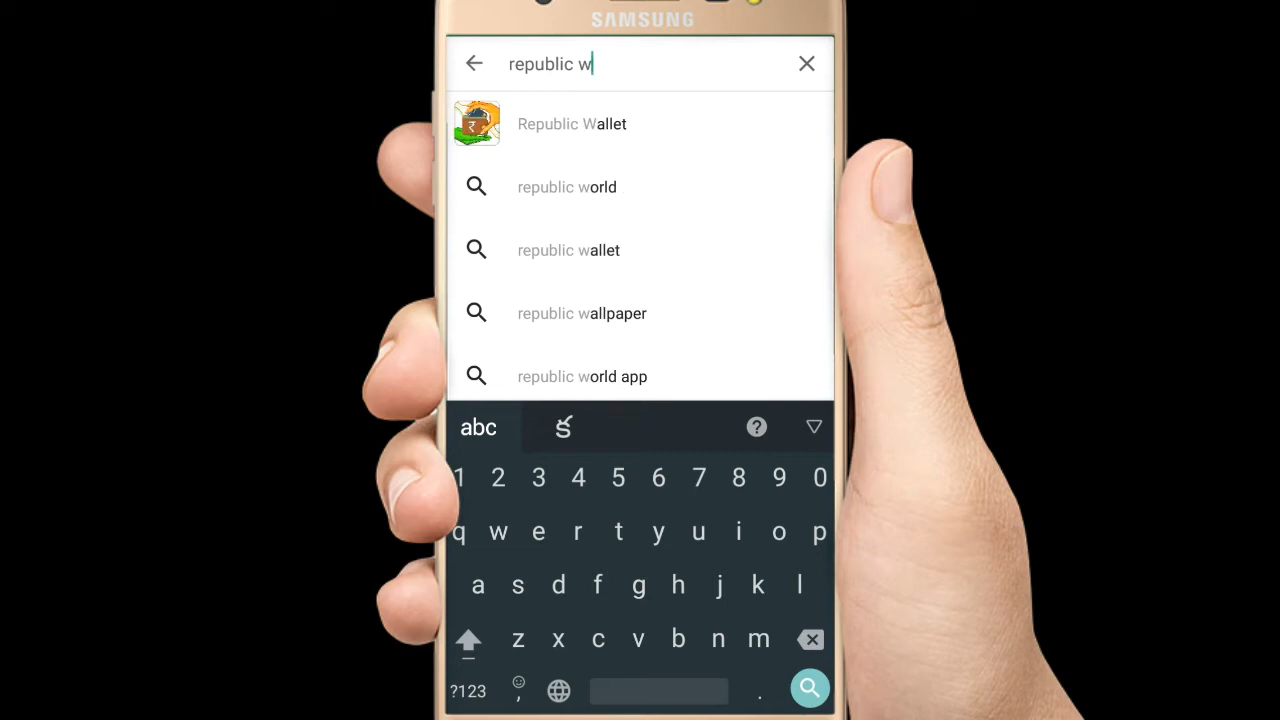 SAMSUNG
republic w
₹
Republic Wallet
republic world
republic wallet
republic wallpaper
republic world app
abc క ?
1 2 3 4 5 6 7 8 9 0
q w e r t y u i o p
a s d f g h j k l
z x c v b n m
?123 , .